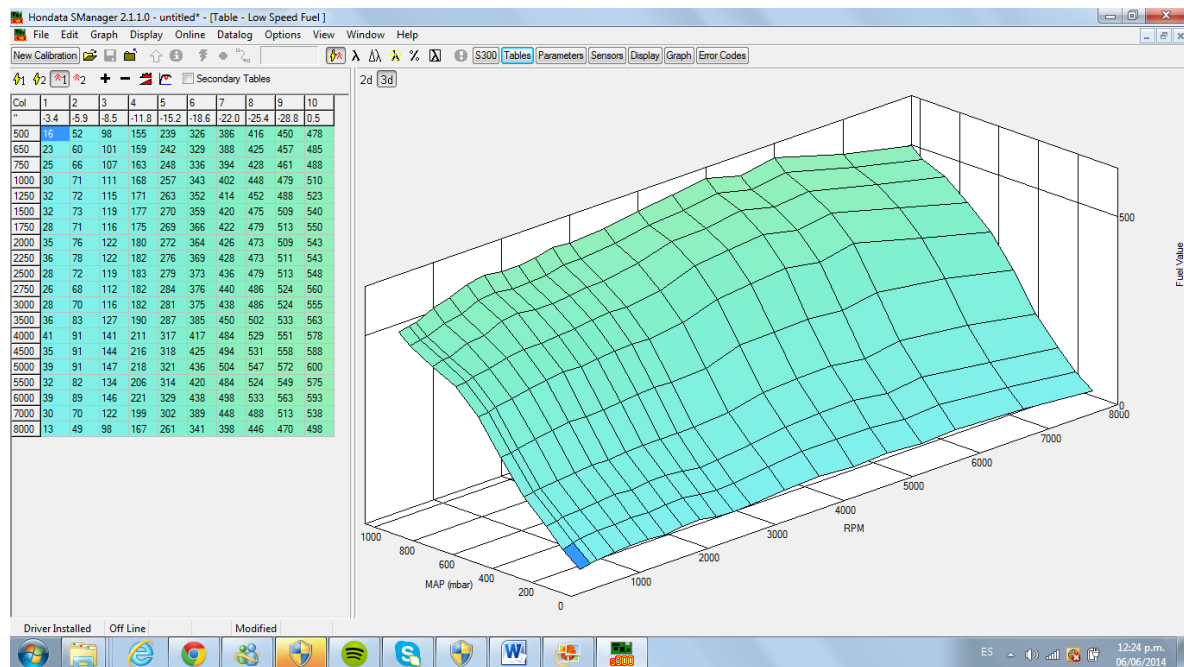 Hondata SManager 2.1.1.0 - untitled* - [Table - Low Speed Fuel ]
File Edit Graph Display Online Datalog Options View Window Help
New Calibration λ % S300 Tables Parameters Sensors Display Graph Error Codes
1 2 1 2 + - Secondary Tables 2d 3d
Col 1 2 3 4 5 6 7 8 9 10
" -3.4 -5.9 -8.5 -11.8 -15.2 -18.6 -22.0 -25.4 -28.8 0.5
500 16 52 98 155 239 326 386 416 450 478
650 23 60 101 159 242 329 388 425 457 485
750 25 66 107 163 248 336 394 428 461 488
1000 30 71 111 168 257 343 402 448 479 510
1250 32 72 115 171 263 352 414 452 488 523
1500 32 73 119 177 270 359 420 475 509 540
1750 28 71 116 175 269 366 422 479 513 550
2000 35 76 122 180 272 364 426 473 509 543
2250 36 78 122 182 276 369 428 473 511 543
2500 28 72 119 183 279 373 436 479 513 548
2750 26 68 112 182 284 376 440 486 524 560
3000 28 70 116 182 281 375 438 486 524 555
3500 36 83 127 190 287 385 450 502 533 563
4000 41 91 141 211 317 417 484 529 551 578
4500 35 91 144 216 318 425 494 531 558 588
5000 39 91 147 218 321 436 504 547 572 600
5500 32 82 134 206 314 420 484 524 549 575
6000 39 89 146 221 329 438 498 533 563 593
7000 30 70 122 199 302 389 448 488 513 538
8000 13 49 98 167 261 341 398 446 470 498
500
Fuel Value
0
8000
7000
6000
5000
4000
RPM
3000
2000
1000
0
1000
800
600
400
200
MAP (mbar)
Driver Installed Off Line Modified
s300
ES 12:24 p.m.
06/06/2014